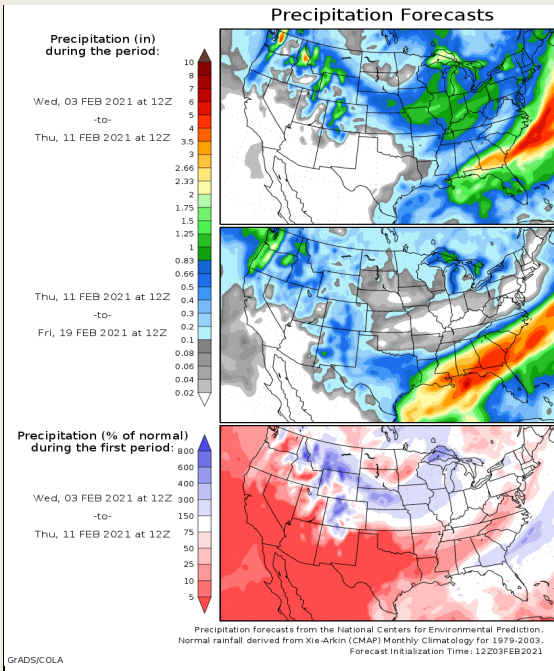 Precipitation Forecasts
Precipitation (in)
during the period:
Wed, 03 FEB 2021 at 12Z
-to-
Thu, 11 FEB 2021 at 12Z
10
8
7
6
5
4
3.5
3
2.66
2.33
2
1.75
1.5
1.25
1
0.83
0.66
0.5
0.4
0.3
0.2
0.1
0.08
0.06
0.04
0.02
Thu, 11 FEB 2021 at 12Z
-to-
Fri, 19 FEB 2021 at 12Z
Precipitation (% of normal)
during the first period:
Wed, 03 FEB 2021 at 12Z
-to-
Thu, 11 FEB 2021 at 12Z
800
600
400
300
150
75
50
25
10
5
Precipitation forecasts from the National Centers for Environmental Prediction.
Normal rainfall derived from Xie-Arkin (CMAP) Monthly Climatology for 1979-2003.
Forecast Initialization Time: 12Z03FEB2021
GrADS/COLA